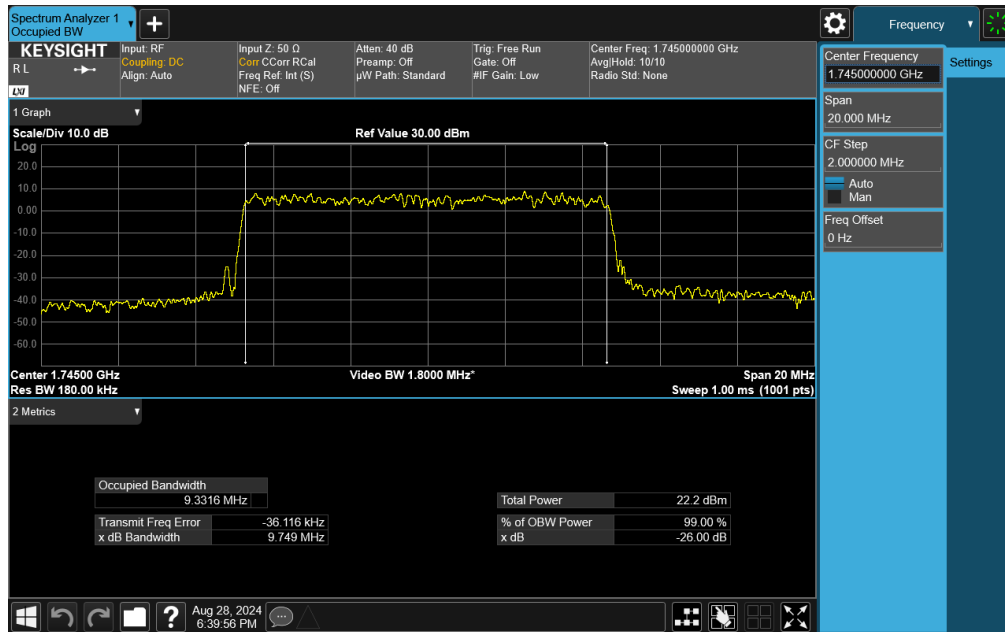 Spectrum Analyzer 1
Occupied BW
+
Frequency
KEYSIGHT
R L
LXI
Input: RF
Coupling: DC
Align: Auto
Input Z: 50 Ω
Corr CCorr RCal
Freq Ref: Int (S)
NFE: Off
Atten: 40 dB
Preamp: Off
µW Path: Standard
Trig: Free Run
Gate: Off
#IF Gain: Low
Center Freq: 1.745000000 GHz
Avg|Hold: 10/10
Radio Std: None
Center Frequency
1.745000000 GHz
Settings
Span
20.000 MHz
CF Step
2.000000 MHz
Auto
Man
Freq Offset
0 Hz
1 Graph
Scale/Div 10.0 dB
Ref Value 30.00 dBm
Log
20.0
10.0
0.00
-10.0
-20.0
-30.0
-40.0
-50.0
-60.0
Center 1.74500 GHz
Video BW 1.8000 MHz*
Span 20 MHz
Res BW 180.00 kHz
Sweep 1.00 ms (1001 pts)
2 Metrics
Occupied Bandwidth
9.3316 MHz
Total Power 22.2 dBm
Transmit Freq Error -36.116 kHz
% of OBW Power 99.00 %
x dB Bandwidth 9.749 MHz
x dB -26.00 dB
?
Aug 28, 2024
6:39:56 PM